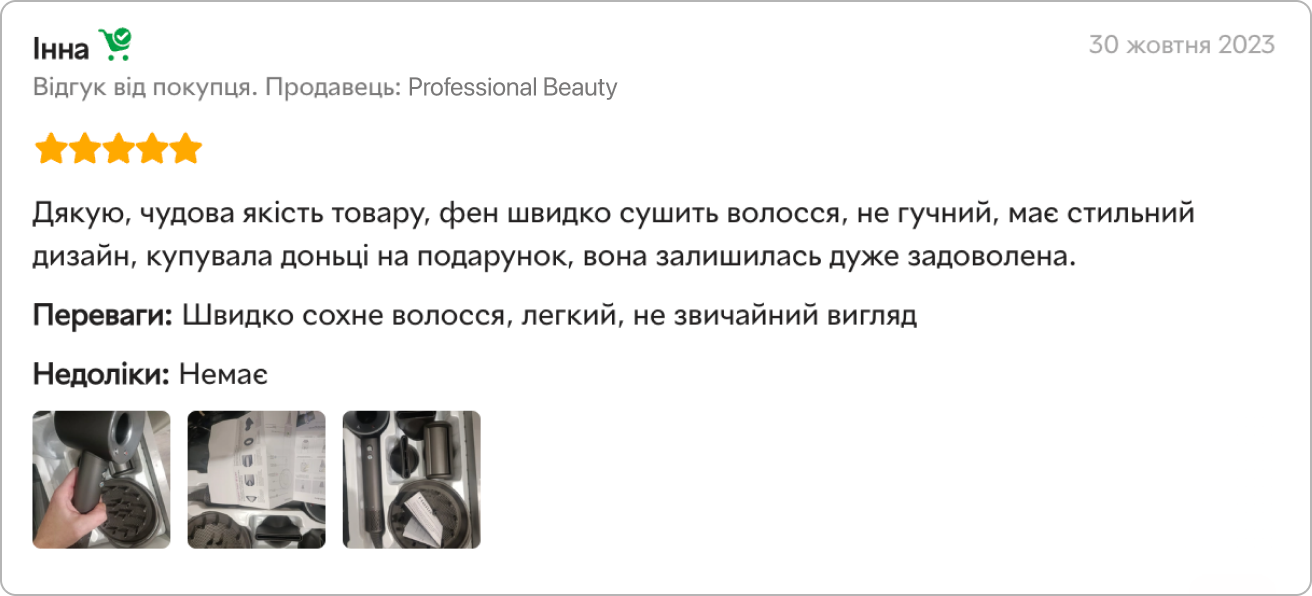 Інна
30 жовтня 2023
Відгук від покупця. Продавець: Professional Beauty
Дякую, чудова якість товару, фен швидко сушить волосся, не гучний, має стильний
дизайн, купувала доньці на подарунок, вона залишилась дуже задоволена.
Переваги: Швидко сохне волосся, легкий, не звичайний вигляд
Недоліки: Немає